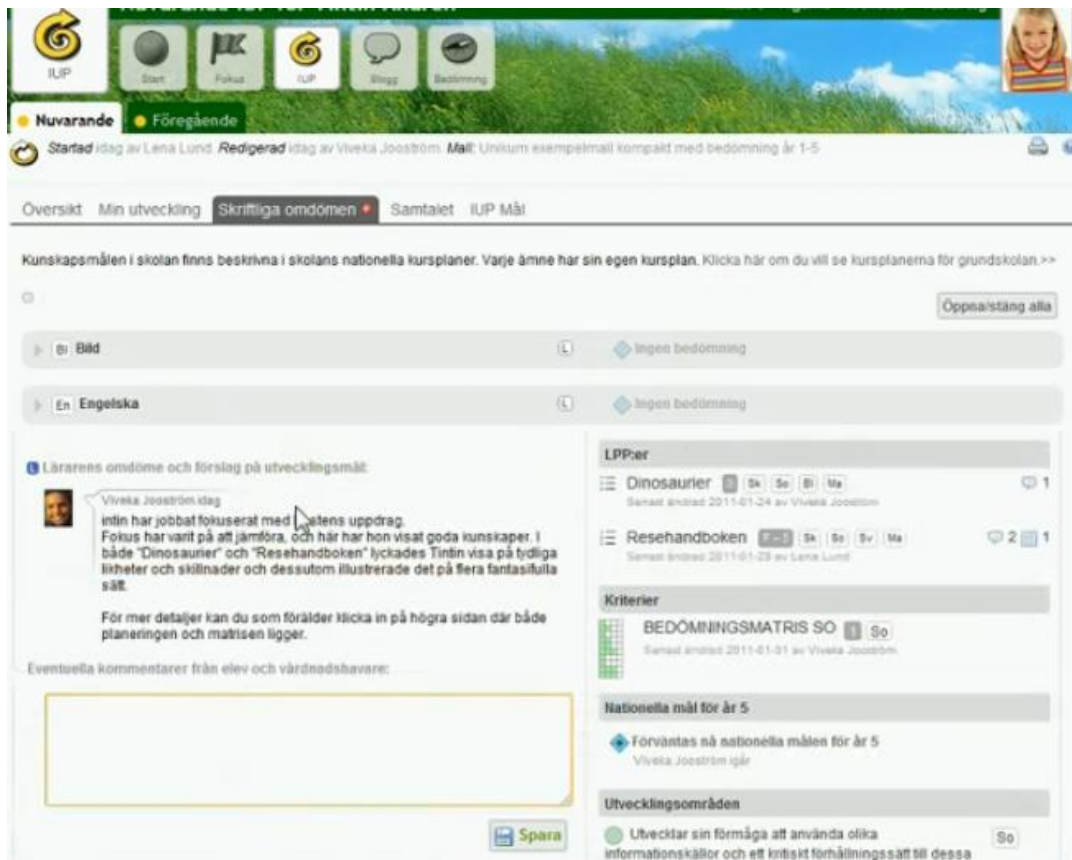 IUP
Start
Fokus
IUP
Blogg
Bedömning
Nuvarande
Föregående
Startad idag av Lena Lund. Redigerad idag av Viveka Jooström. Mall: Unikum exempelmall kompakt med bedömning år 1-5
Översikt Min utveckling Skriftliga omdömen Samtalet IUP Mål
Kunskapsmålen i skolan finns beskrivna i skolans nationella kursplaner. Varje ämne har sin egen kursplan. Klicka här om du vill se kursplanerna för grundskolan.>>
Öppna/stäng alla
Bi Bild L Ingen bedömning
En Engelska L Ingen bedömning
Lärarens omdöme och förslag på utvecklingsmål:
Viveka Jooström idag
intin har jobbat fokuserat med atens uppdrag.
Fokus har varit på att jämföra, och här har hon visat goda kunskaper. I
både "Dinosaurier" och "Resehandboken" lyckades Tintin visa på tydliga
likheter och skillnader och dessutom illustrerade det på flera fantasifulla
sätt.
För mer detaljer kan du som förälder klicka in på högra sidan där både
planeringen och matrisen ligger.
Eventuella kommentarer från elev och vårdnadshavare:
Spara
LPP:er
Dinosaurier Sk So Bi Ma 1
Senast ändrad 2011-01-24 av Viveka Jooström
Resehandboken Sk So Sv Ma 2 1
Senast ändrad 2011-01-28 av Lena Lund
Kriterier
BEDÖMNINGSMATRIS SO 1 So
Senast ändrad 2011-01-31 av Viveka Jooström
Nationella mål för år 5
Förväntas nå nationella målen för år 5
Viveka Jooström igår
Utvecklingsområden
Utvecklar sin förmåga att använda olika So
informationskällor och ett kritiskt förhållningssätt till dessa